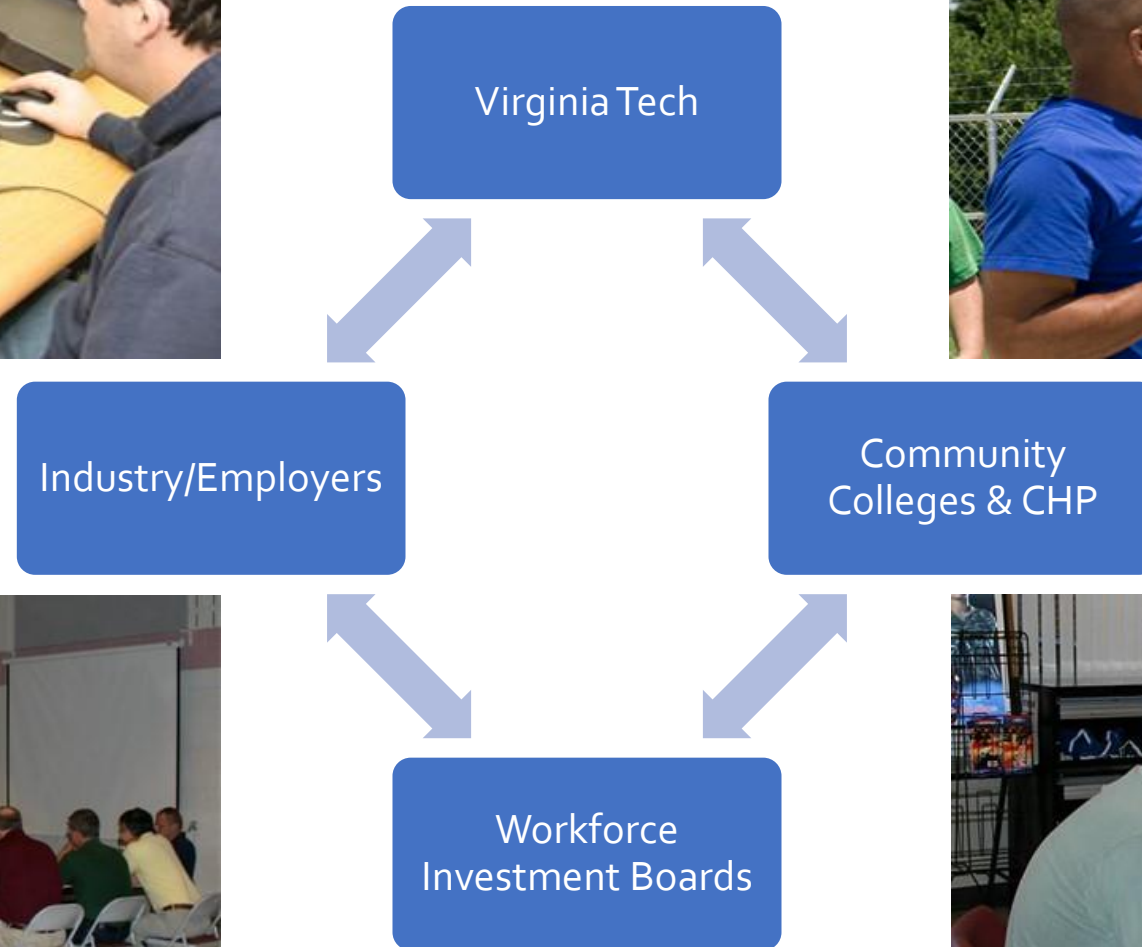 Virginia Tech
Industry/Employers
Community
Colleges & CHP
Workforce
Investment Boards